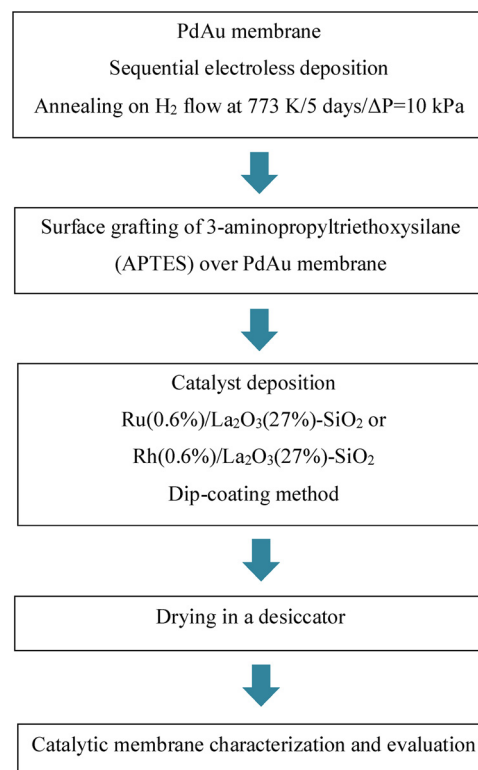 PdAu membrane
Sequential electroless deposition
Annealing on H₂ flow at 773 K/5 days/ΔP=10 kPa
Surface grafting of 3-aminopropyltriethoxysilane
(APTES) over PdAu membrane
Catalyst deposition
Ru(0.6%)/La₂O₃(27%)-SiO₂ or
Rh(0.6%)/La₂O₃(27%)-SiO₂
Dip-coating method
Drying in a desiccator
Catalytic membrane characterization and evaluation